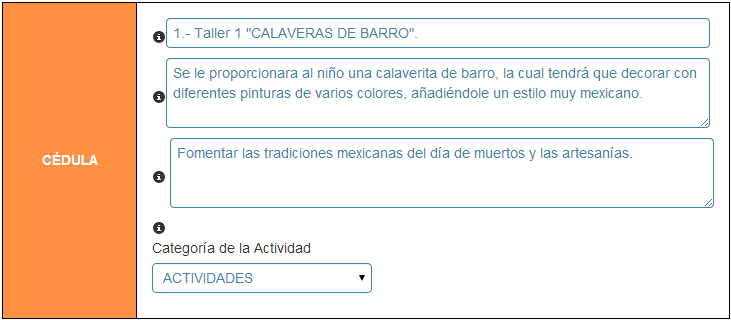 CÉDULA
1.- Taller 1 "CALAVERAS DE BARRO".
Se le proporcionara al niño una calaverita de barro, la cual tendrá que decorar con
diferentes pinturas de varios colores, añadiéndole un estilo muy mexicano.
Fomentar las tradiciones mexicanas del día de muertos y las artesanías.
Categoría de la Actividad
ACTIVIDADES